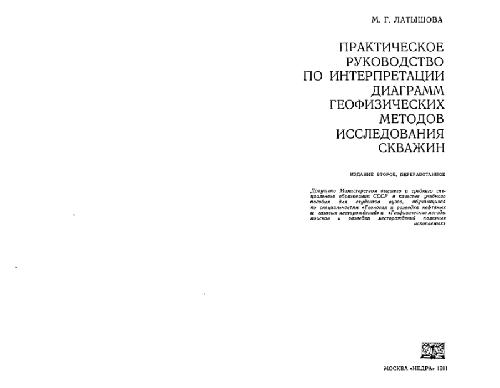 М. Г. ЛАТЫШОВА
ПРАКТИЧЕСКОЕ
РУКОВОДСТВО
ПО ИНТЕРПРЕТАЦИИ
ДИАГРАММ
ГЕОФИЗИЧЕСКИХ
МЕТОДОВ
ИССЛЕДОВАНИЯ
СКВАЖИН
ИЗДАНИЕ ВТОРОЕ, ПЕРЕРАБОТАННОЕ
Допущено Министерством высшего и среднего спе-
циального образования СССР в качестве учебного
пособия для студентов вузов, обучающихся
по специальностям «Геология и разведка нефтяных
и газовых месторождений» и «Геофизические методы
поисков и разведки месторождений полезных
ископаемых»
МОСКВА «НЕДРА» 1981